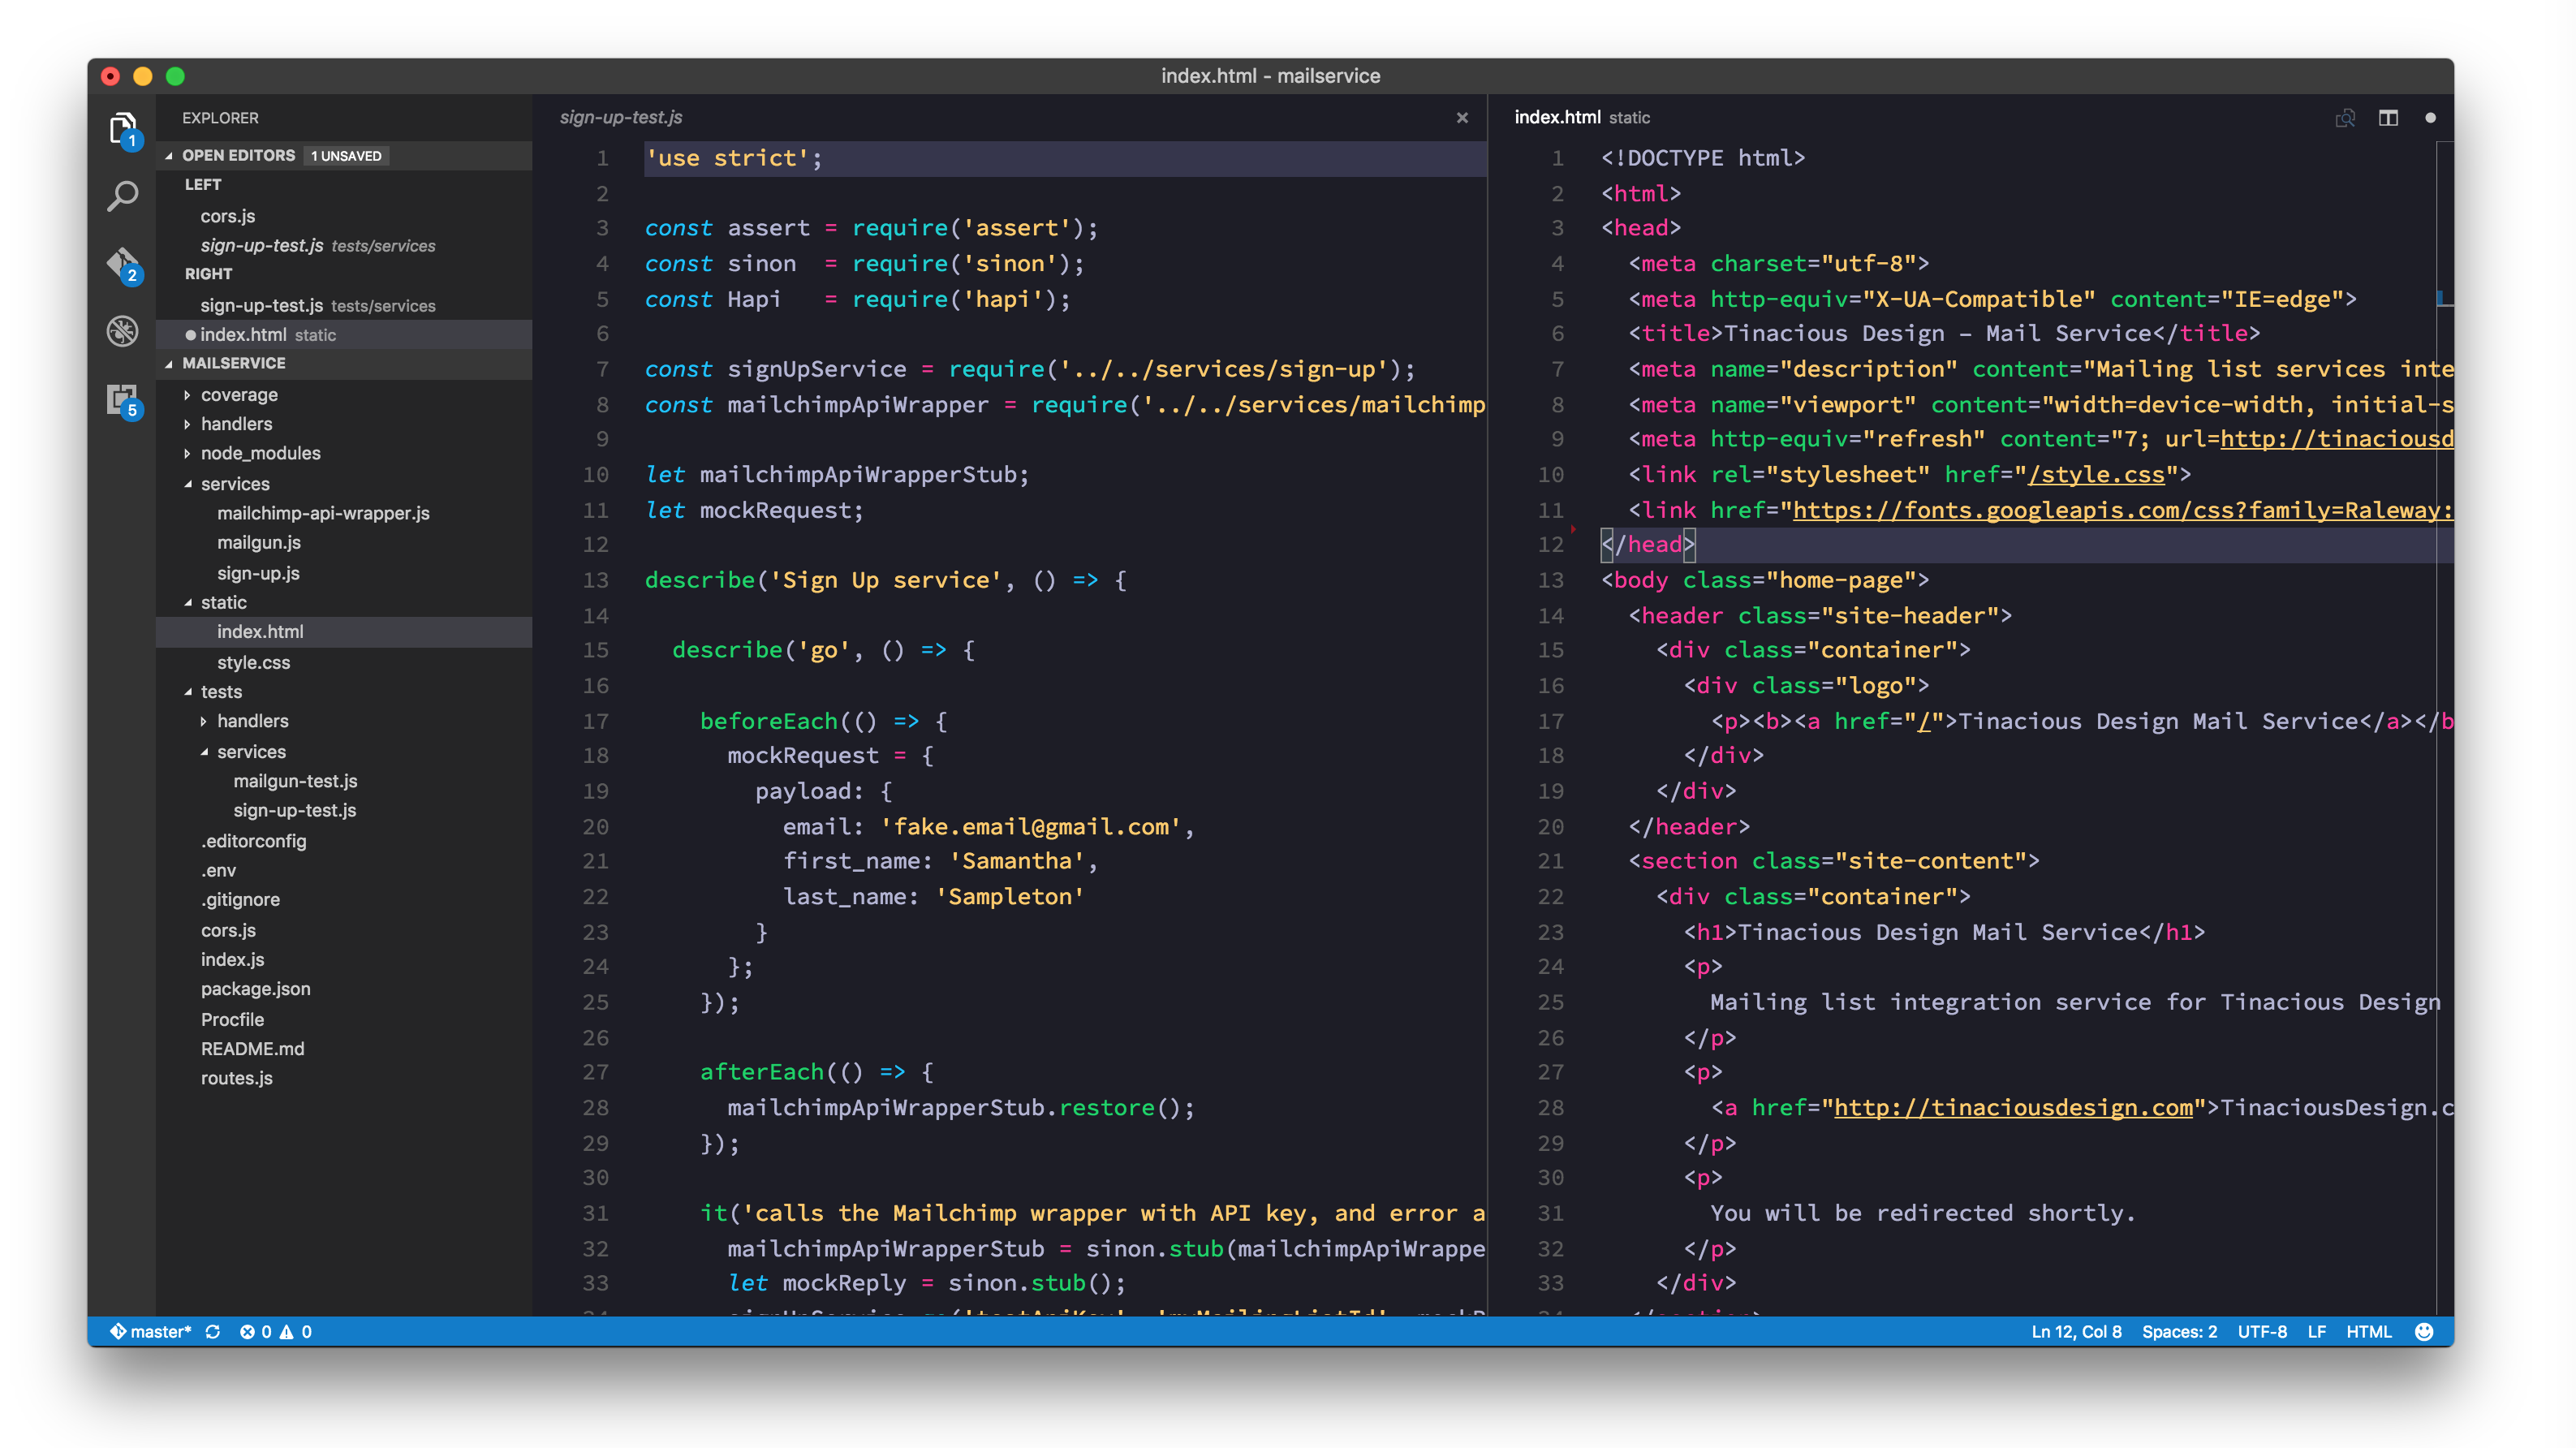 index.html - mailservice
EXPLORER
OPEN EDITORS 1 UNSAVED
LEFT
cors.js
sign-up-test.js tests/services
RIGHT
sign-up-test.js tests/services
index.html static
MAILSERVICE
coverage
handlers
node_modules
services
mailchimp-api-wrapper.js
mailgun.js
sign-up.js
static
index.html
style.css
tests
handlers
services
mailgun-test.js
sign-up-test.js
.editorconfig
.env
.gitignore
cors.js
index.js
package.json
Procfile
README.md
routes.js
1
2
5
sign-up-test.js
1 'use strict';
2
3 const assert = require('assert');
4 const sinon  = require('sinon');
5 const Hapi   = require('hapi');
6
7 const signUpService = require('../../services/sign-up');
8 const mailchimpApiWrapper = require('../../services/mailchimp
9
10 let mailchimpApiWrapperStub;
11 let mockRequest;
12
13 describe('Sign Up service', () => {
14
15   describe('go', () => {
16
17     beforeEach(() => {
18       mockRequest = {
19         payload: {
20           email: 'fake.email@gmail.com',
21           first_name: 'Samantha',
22           last_name: 'Sampleton'
23         }
24       };
25     });
26
27     afterEach(() => {
28       mailchimpApiWrapperStub.restore();
29     });
30
31     it('calls the Mailchimp wrapper with API key, and error a
32       mailchimpApiWrapperStub = sinon.stub(mailchimpApiWrappe
33       let mockReply = sinon.stub();
index.html static
1 <!DOCTYPE html>
2 <html>
3 <head>
4   <meta charset="utf-8">
5   <meta http-equiv="X-UA-Compatible" content="IE=edge">
6   <title>Tinacious Design – Mail Service</title>
7   <meta name="description" content="Mailing list services inte
8   <meta name="viewport" content="width=device-width, initial-s
9   <meta http-equiv="refresh" content="7; url=http://tinaciousd
10   <link rel="stylesheet" href="/style.css">
11   <link href="https://fonts.googleapis.com/css?family=Raleway:
12 </head>
13 <body class="home-page">
14   <header class="site-header">
15     <div class="container">
16       <div class="logo">
17         <p><b><a href="/">Tinacious Design Mail Service</a></b
18       </div>
19     </div>
20   </header>
21   <section class="site-content">
22     <div class="container">
23       <h1>Tinacious Design Mail Service</h1>
24       <p>
25         Mailing list integration service for Tinacious Design
26       </p>
27       <p>
28         <a href="http://tinaciousdesign.com">TinaciousDesign.c
29       </p>
30       <p>
31         You will be redirected shortly.
32       </p>
33     </div>
master* 0 0
Ln 12, Col 8 Spaces: 2 UTF-8 LF HTML